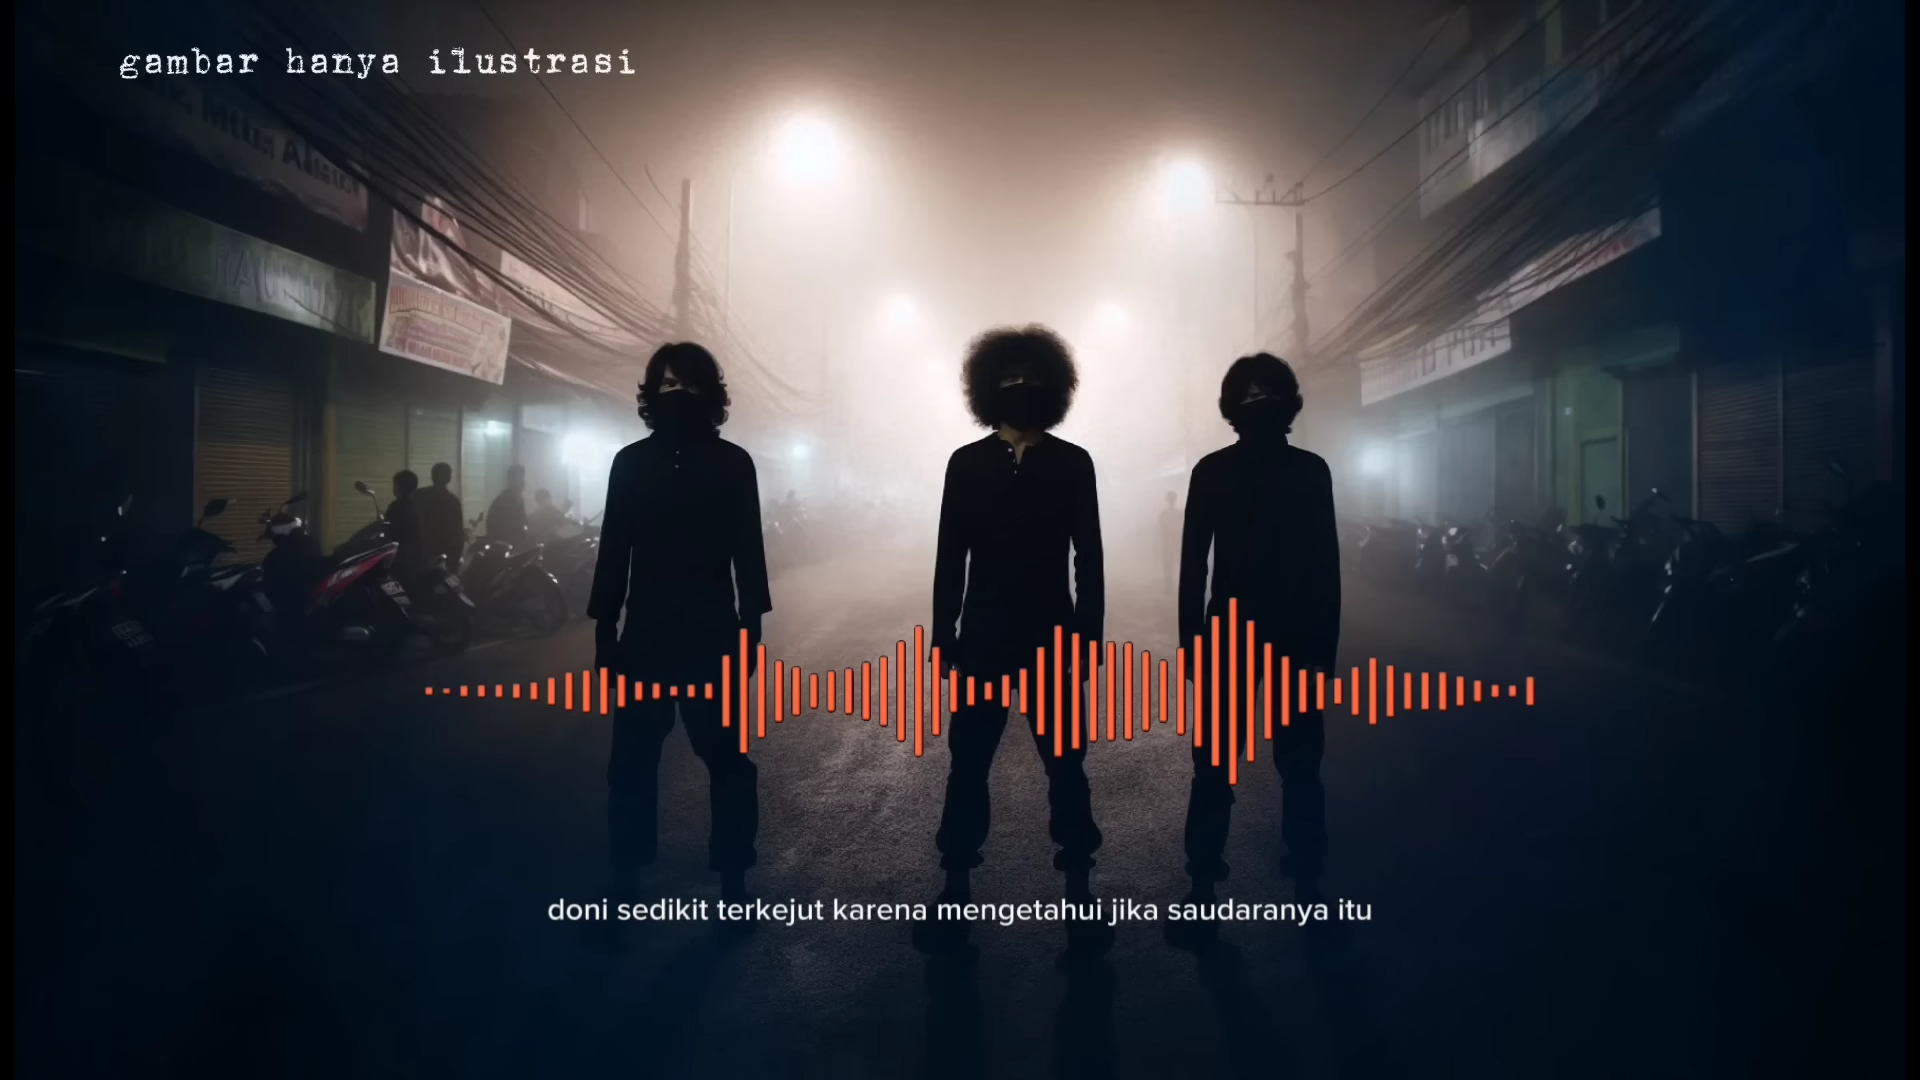 gambar hanya ilustrasi
doni sedikit terkejut karena mengetahui jika saudaranya itu